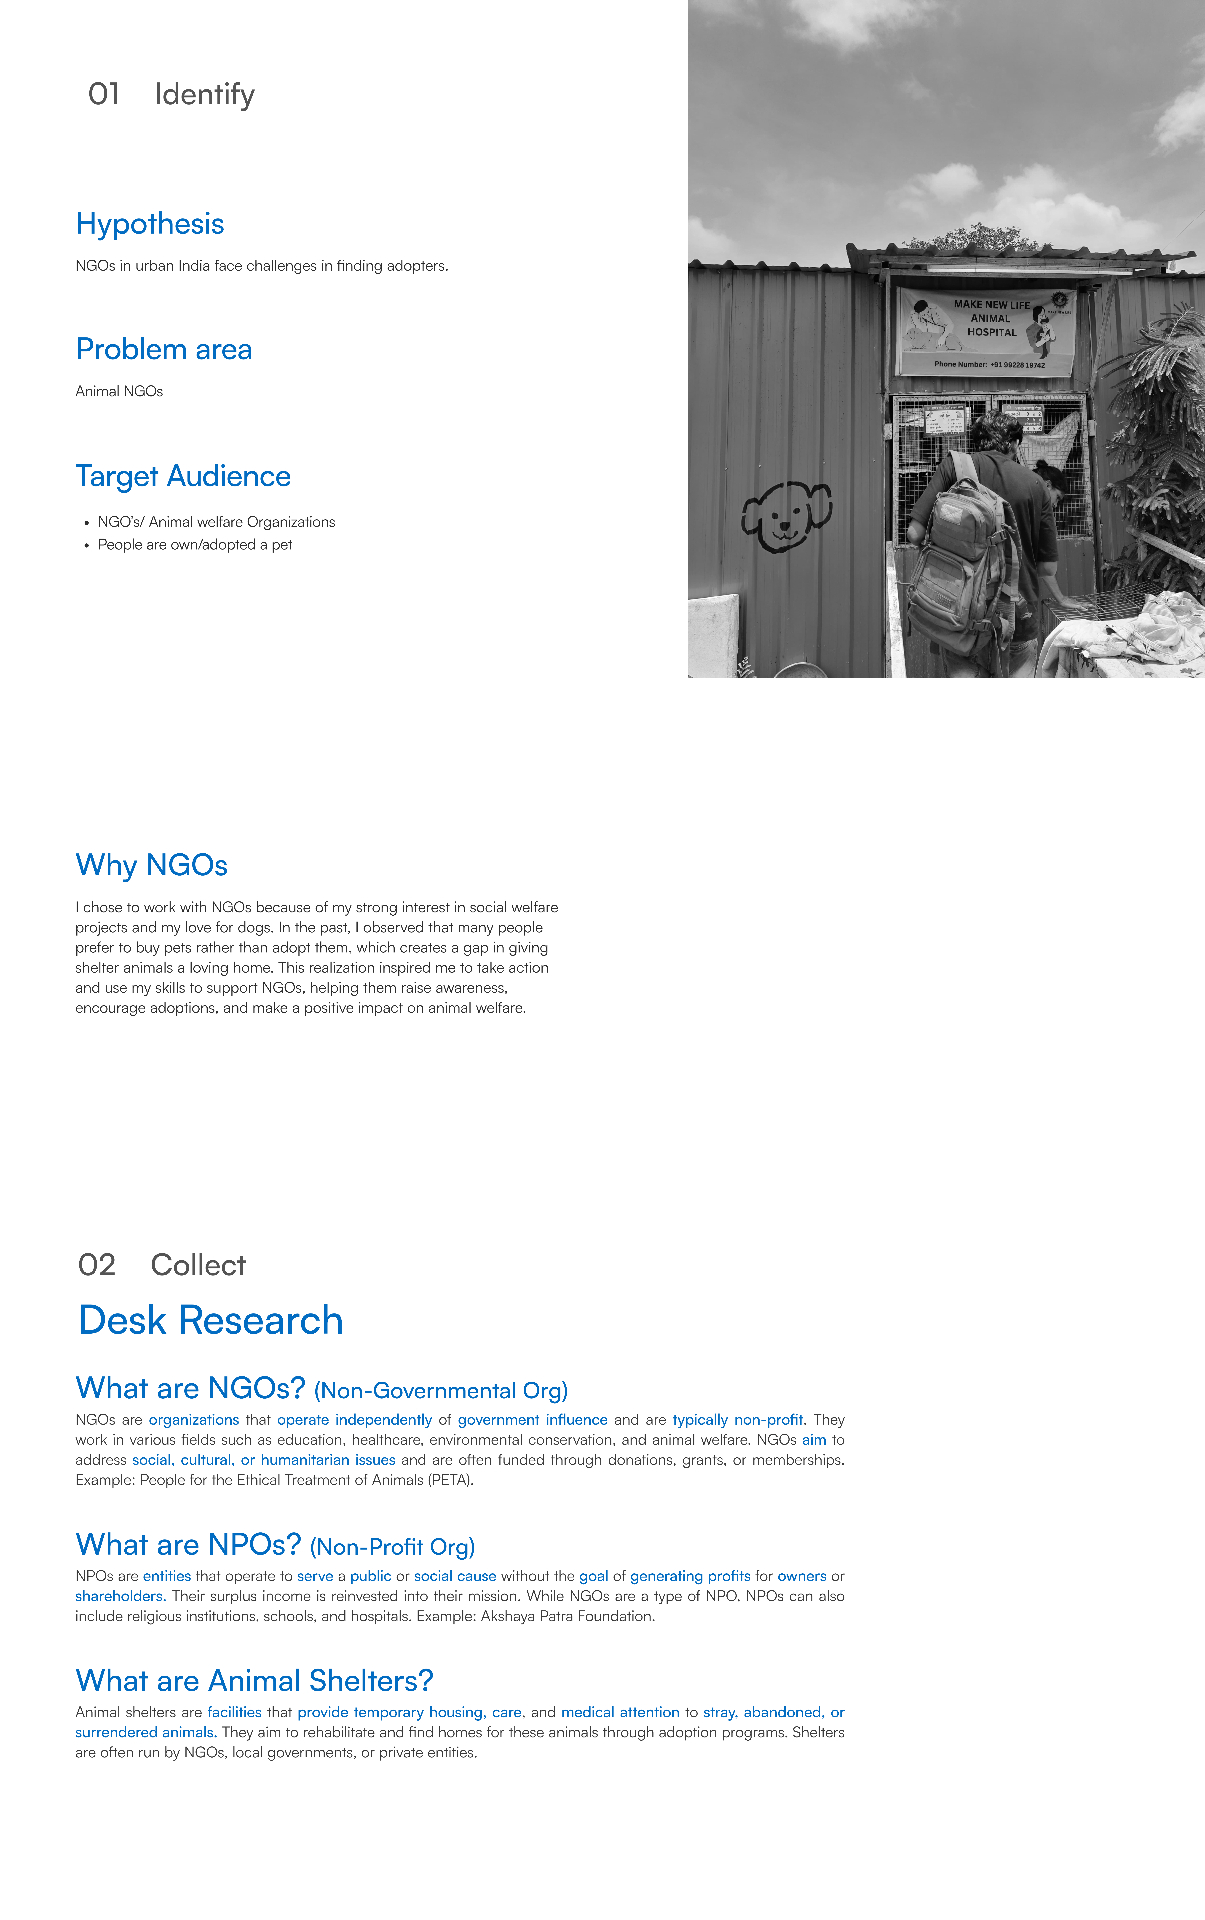 01 Identify
Hypothesis
NGOs in urban India face challenges in finding adopters.
Problem area
Animal NGOs
Target Audience
• NGO's/ Animal welfare Organizations
• People are own/adopted a pet
MAKE NEW LIFE
ANIMAL
HOSPITAL
Phone Number: +91 99228 19742
Why NGOs
I chose to work with NGOs because of my strong interest in social welfare
projects and my love for dogs. In the past, I observed that many people
prefer to buy pets rather than adopt them, which creates a gap in giving
shelter animals a loving home. This realization inspired me to take action
and use my skills to support NGOs, helping them raise awareness,
encourage adoptions, and make a positive impact on animal welfare.
02 Collect
Desk Research
What are NGOs? (Non-Governmental Org)
NGOs are organizations that operate independently of government influence and are typically non-profit. They
work in various fields such as education, healthcare, environmental conservation, and animal welfare. NGOs aim to
address social, cultural, or humanitarian issues and are often funded through donations, grants, or memberships.
Example: People for the Ethical Treatment of Animals (PETA).
What are NPOs? (Non-Profit Org)
NPOs are entities that operate to serve a public or social cause without the goal of generating profits for owners or
shareholders. Their surplus income is reinvested into their mission. While NGOs are a type of NPO, NPOs can also
include religious institutions, schools, and hospitals. Example: Akshaya Patra Foundation.
What are Animal Shelters?
Animal shelters are facilities that provide temporary housing, care, and medical attention to stray, abandoned, or
surrendered animals. They aim to rehabilitate and find homes for these animals through adoption programs. Shelters
are often run by NGOs, local governments, or private entities.